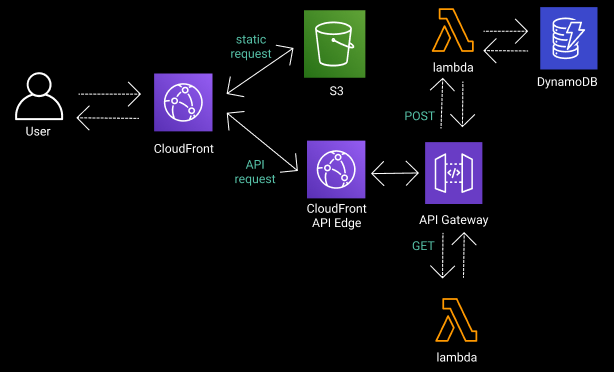 static
request
lambda
DynamoDB
S3
User
CloudFront
POST
API
request
CloudFront
API Edge
API Gateway
GET
lambda